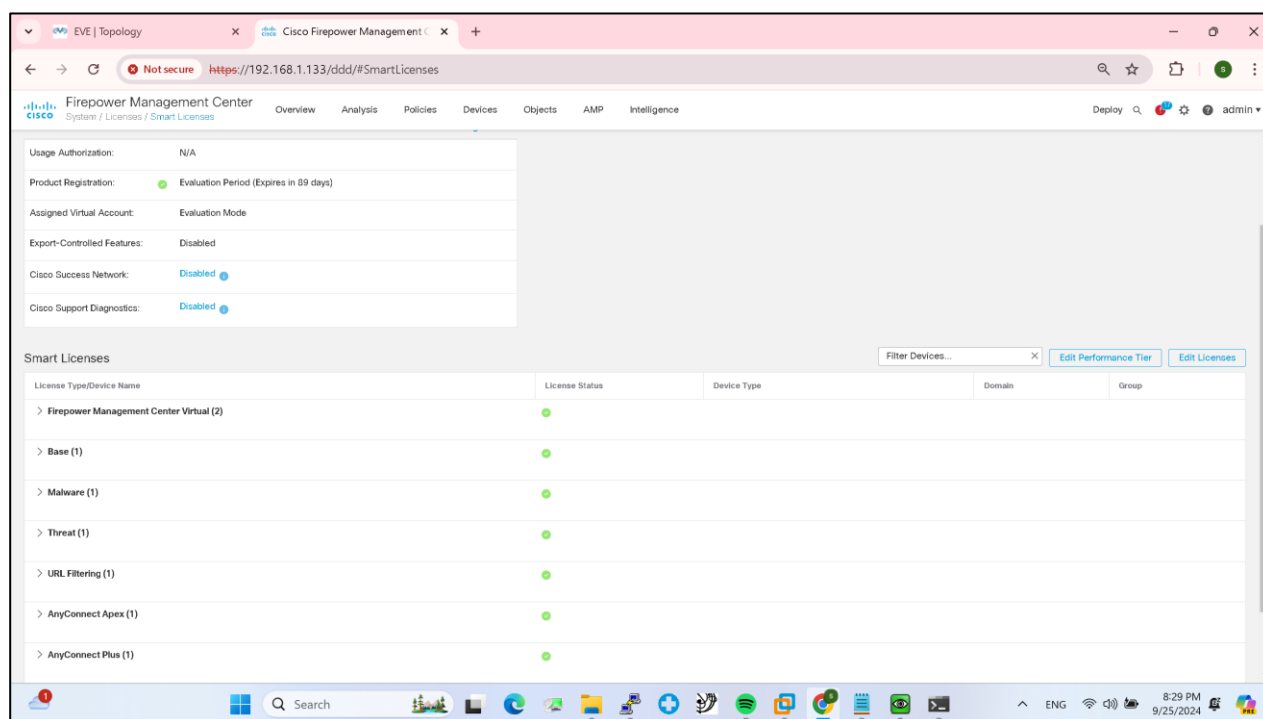 EVE | Topology
Cisco Firepower Management C
Not secure https://192.168.1.133/ddd/#SmartLicenses
S
cisco
Firepower Management Center
System / Licenses / Smart Licenses
Overview Analysis Policies Devices Objects AMP Intelligence
Deploy admin
Usage Authorization: N/A
Product Registration: Evaluation Period (Expires in 89 days)
Assigned Virtual Account: Evaluation Mode
Export-Controlled Features: Disabled
Cisco Success Network: Disabled
Cisco Support Diagnostics: Disabled
Smart Licenses
Filter Devices... Edit Performance Tier Edit Licenses
License Type/Device Name License Status Device Type Domain Group
Firepower Management Center Virtual (2)
Base (1)
Malware (1)
Threat (1)
URL Filtering (1)
AnyConnect Apex (1)
AnyConnect Plus (1)
1
Search
ENG
8:29 PM
9/25/2024
PRE